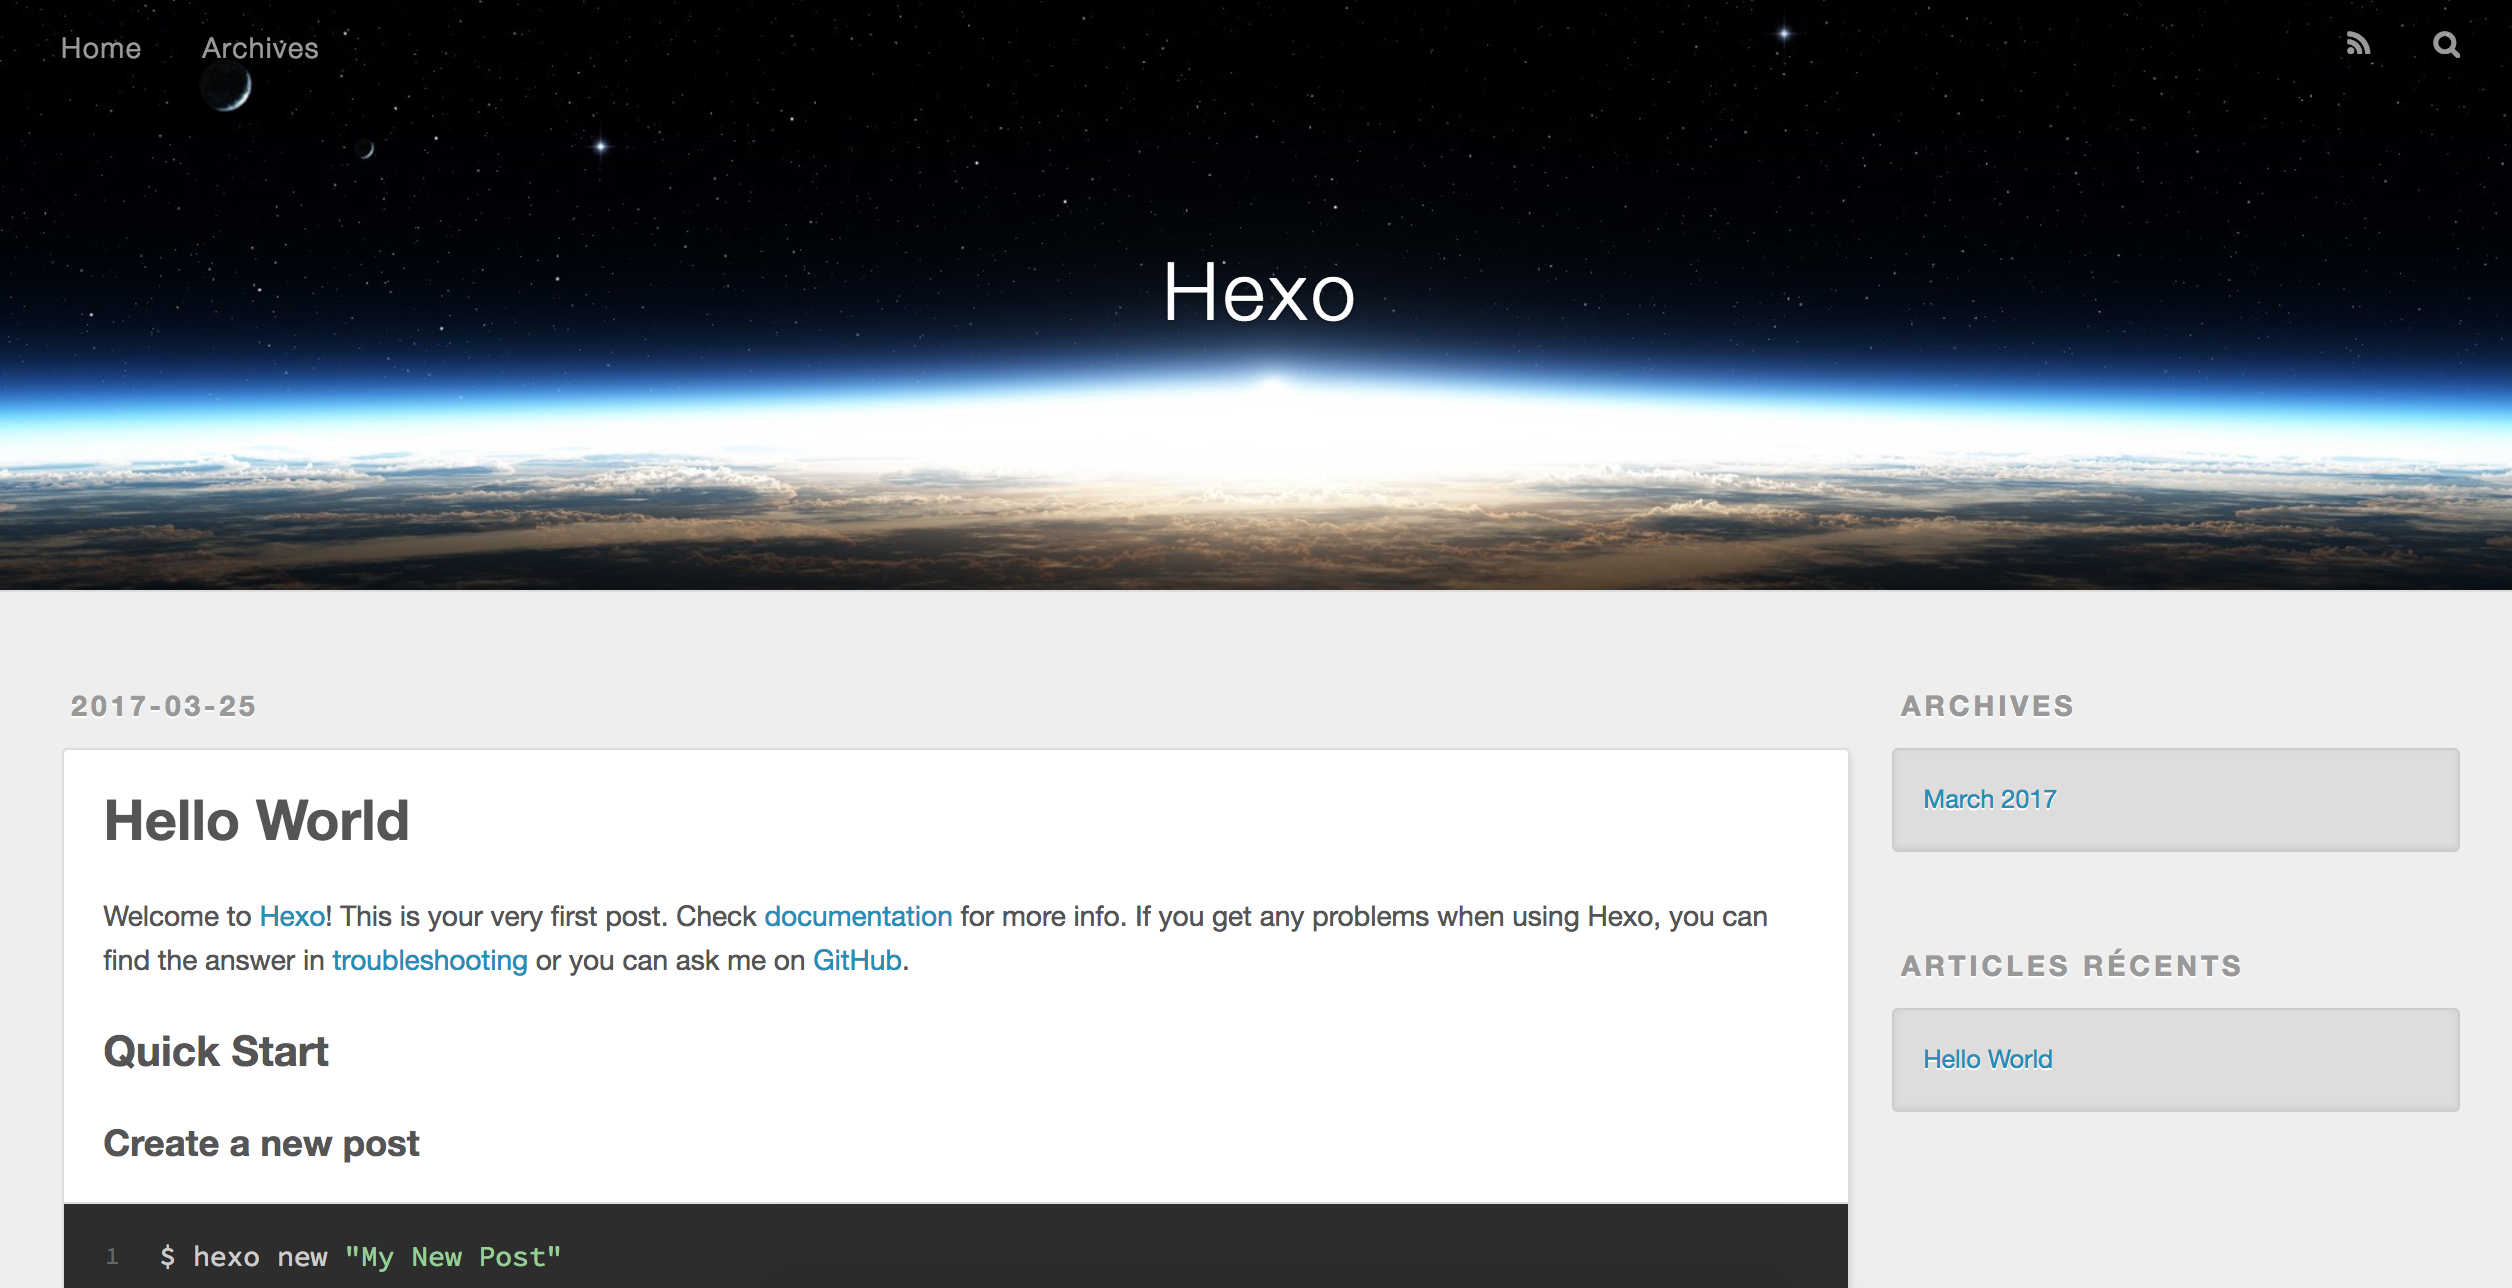 Home Archives
Hexo
2017-03-25
Hello World
Welcome to Hexo! This is your very first post. Check documentation for more info. If you get any problems when using Hexo, you can
find the answer in troubleshooting or you can ask me on GitHub.
Quick Start
Create a new post
1 $ hexo new "My New Post"
ARCHIVES
March 2017
ARTICLES RÉCENTS
Hello World